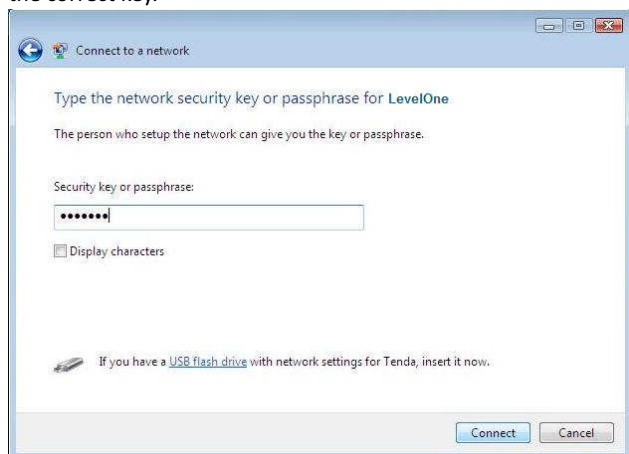 the correct key.
Connect to a network
Type the network security key or passphrase for LevelOne
The person who setup the network can give you the key or passphrase.
Security key or passphrase:
•••••••
Display characters
If you have a USB flash drive with network settings for Tenda, insert it now.
Connect Cancel